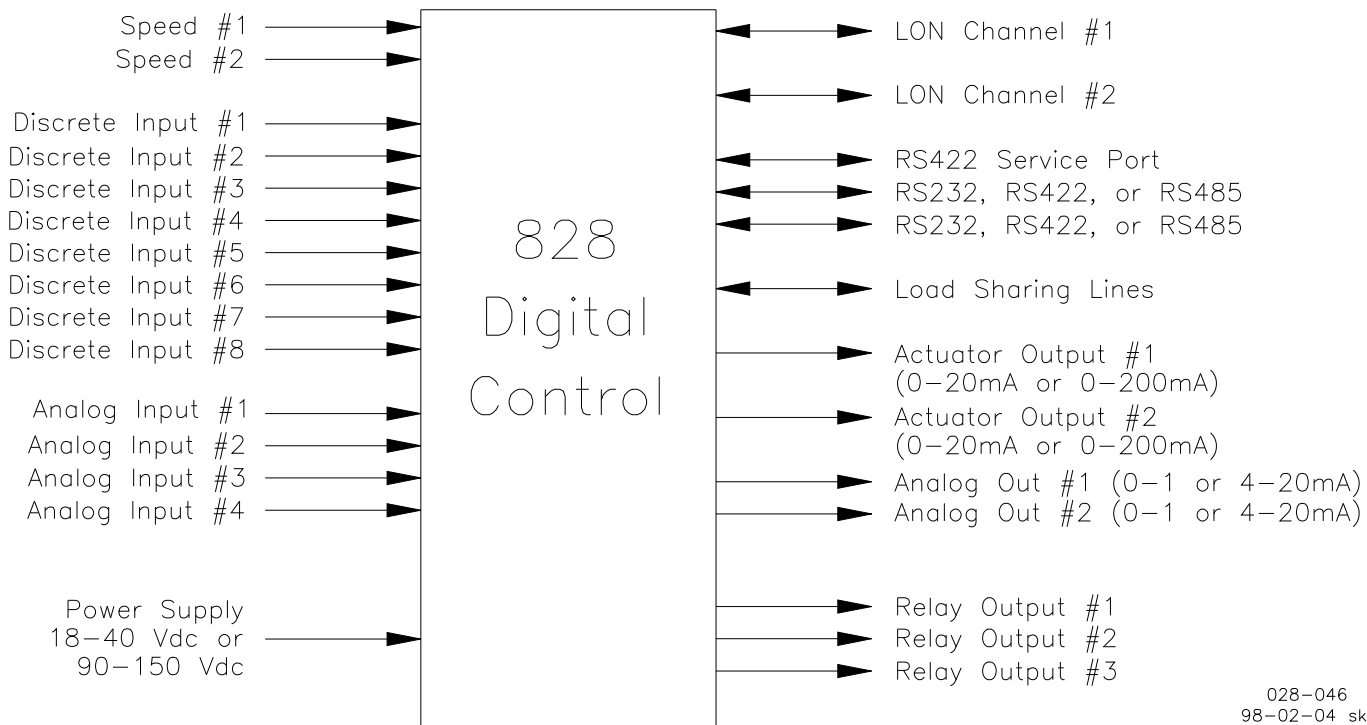 Speed #1
Speed #2
Discrete Input #1
Discrete Input #2
Discrete Input #3
Discrete Input #4
Discrete Input #5
Discrete Input #6
Discrete Input #7
Discrete Input #8
Analog Input #1
Analog Input #2
Analog Input #3
Analog Input #4
Power Supply
18-40 Vdc or
90-150 Vdc
828
Digital
Control
LON Channel #1
LON Channel #2
RS422 Service Port
RS232, RS422, or RS485
RS232, RS422, or RS485
Load Sharing Lines
Actuator Output #1
(0-20mA or 0-200mA)
Actuator Output #2
(0-20mA or 0-200mA)
Analog Out #1 (0-1 or 4-20mA)
Analog Out #2 (0-1 or 4-20mA)
Relay Output #1
Relay Output #2
Relay Output #3
028-046
98-02-04 sk